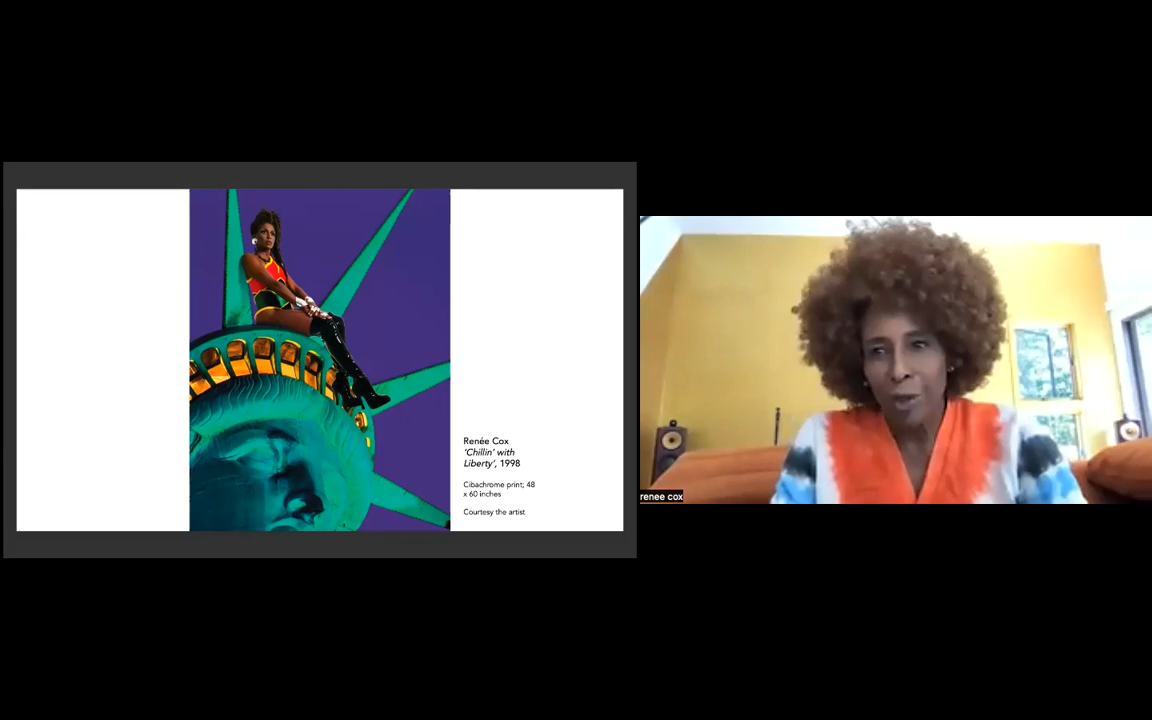 Renée Cox
'Chillin' with
Liberty', 1998
Cibachrome print; 48
x 60 inches
Courtesy the artist
renee cox